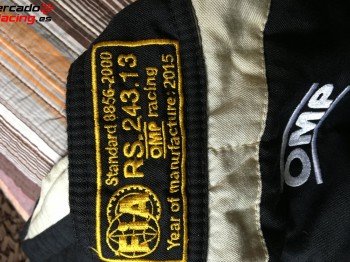 mercado
racing.es
Standard 8856-2000
RS.243.13
OMP racing
Year of manufacture: 2015
FIA
OMP